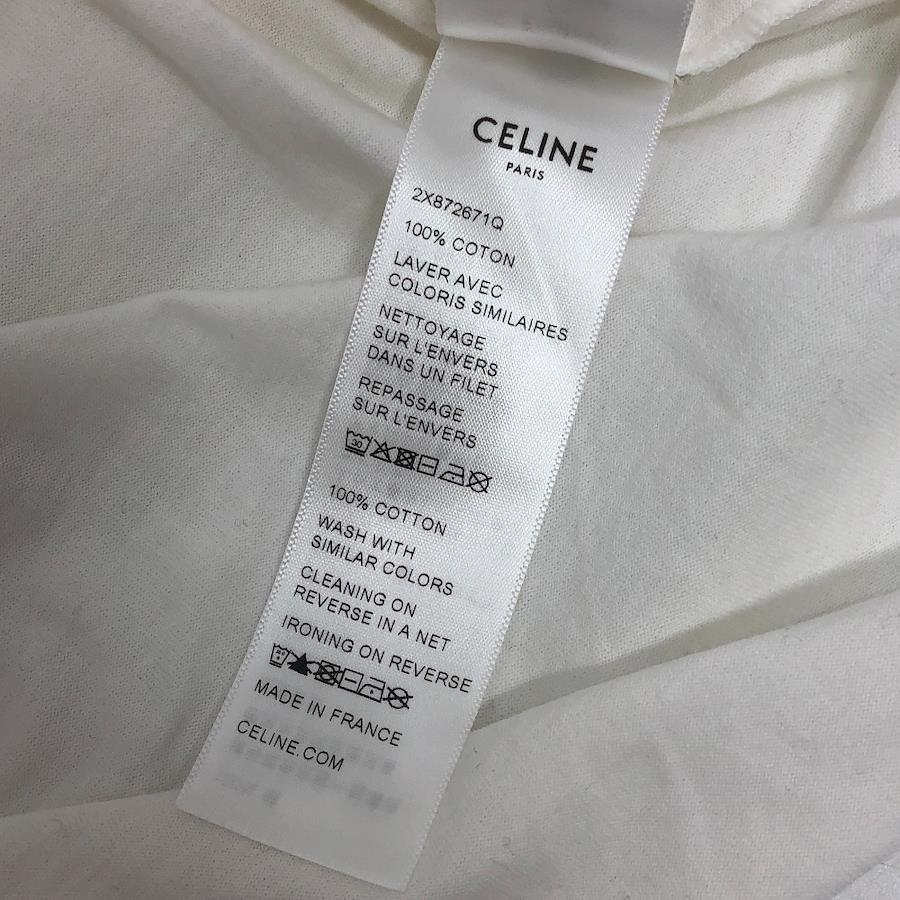 CELINE
PARIS
2X872671Q
100% COTON
LAVER AVEC
COLORIS SIMILAIRES
NETTOYAGE
SUR L'ENVERS
DANS UN FILET
REPASSAGE
SUR L'ENVERS
30
100% COTTON
WASH WITH
SIMILAR COLORS
CLEANING ON
REVERSE IN A NET
IRONING ON REVERSE
MADE IN FRANCE
CELINE.COM